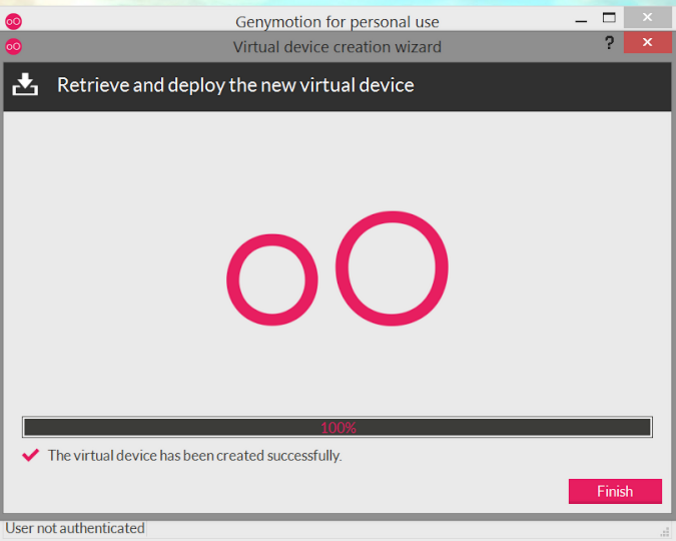 Genymotion for personal use
Virtual device creation wizard
?
Retrieve and deploy the new virtual device
100%
The virtual device has been created successfully.
Finish
User not authenticated